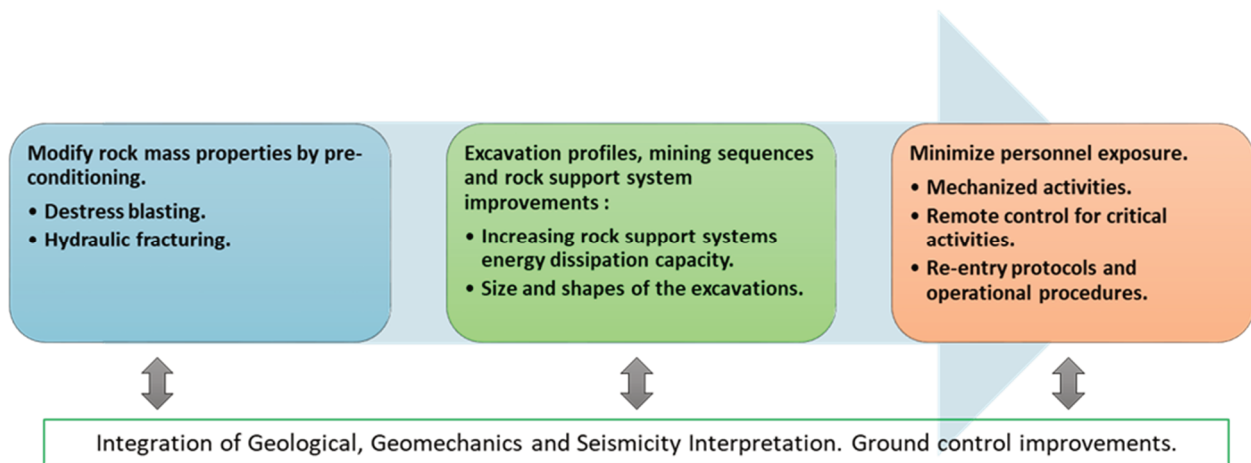 Modify rock mass properties by pre-
conditioning.
• Destress blasting.
• Hydraulic fracturing.
Excavation profiles, mining sequences
and rock support system
improvements :
• Increasing rock support systems
energy dissipation capacity.
• Size and shapes of the excavations.
Minimize personnel exposure.
• Mechanized activities.
• Remote control for critical
activities.
• Re-entry protocols and
operational procedures.
Integration of Geological, Geomechanics and Seismicity Interpretation. Ground control improvements.